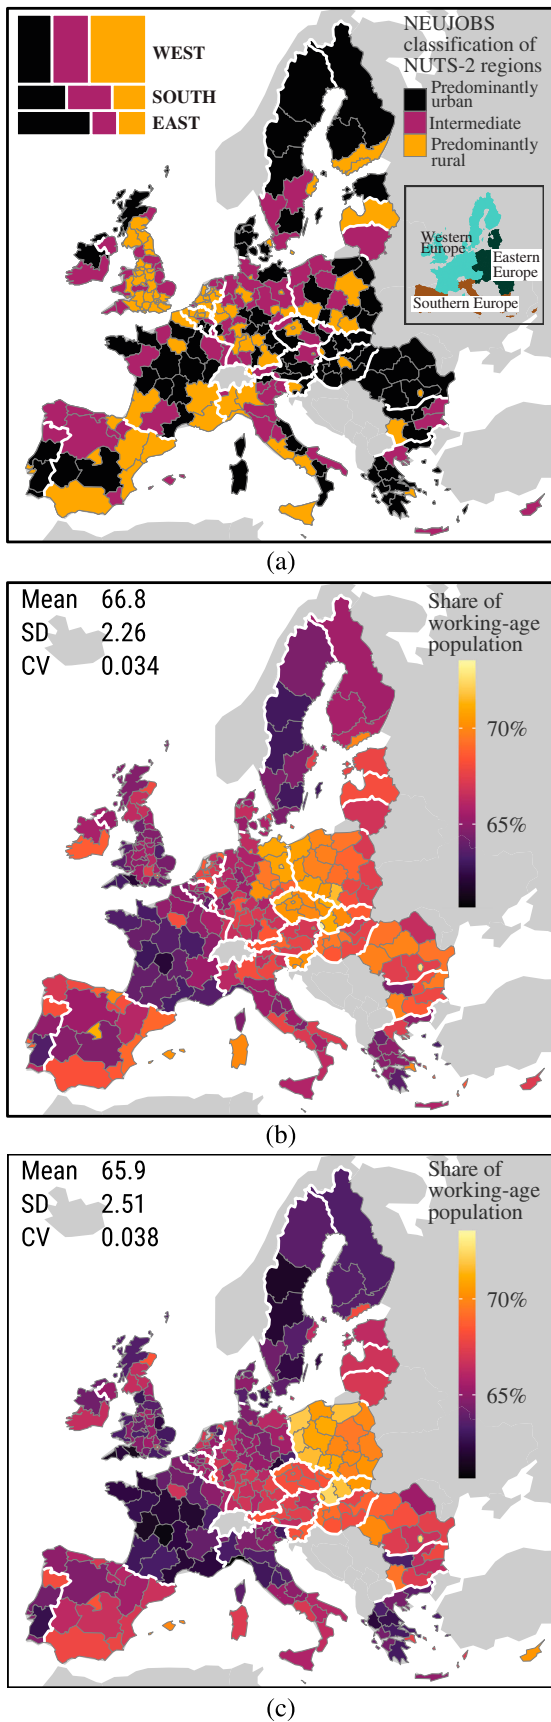 WEST
SOUTH
EAST
NEUJOBS
classification of
NUTS-2 regions
Predominantly
urban
Intermediate
Predominantly
rural
Western
Europe
Eastern
Europe
Southern Europe
(a)
Mean 66.8
SD 2.26
CV 0.034
Share of
working-age
population
70%
65%
(b)
Mean 65.9
SD 2.51
CV 0.038
Share of
working-age
population
70%
65%
(c)